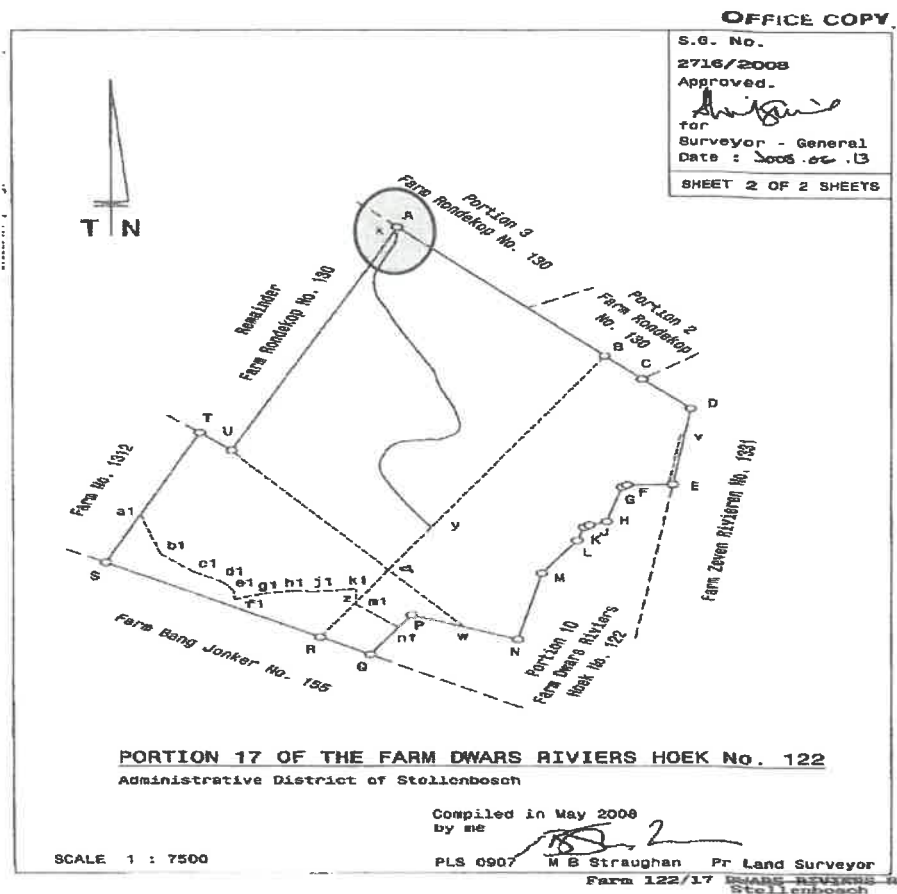 OFFICE COPY
S.G. No.
2716/2008
Approved.
for
Surveyor - General
Date :
SHEET 2 OF 2 SHEETS
T N
A
x
Portion 3
Farm Rondekop No. 130
Remainder
Farm Rondekop No. 130
Portion 2
Farm Rondekop
No. 130
B
C
D
v
E
F
G
H
J
K
L
M
N
P
w
Q
R
S
T
U
y
z
a1
b1
c1
d1
e1
f1
g1
h1
j1
k1
m1
n1
Farm No. 1312
Farm Zeven Rivieren No. 1331
Farm Bang Jonker No. 155
Portion 10
Farm Dwars Riviers
Hoek No. 122
PORTION 17 OF THE FARM DWARS RIVIERS HOEK No. 122
Administrative District of Stellenbosch
Compiled in May 2008
by me
SCALE 1 : 7500
PLS 0907 M B Straughan Pr Land Surveyor
Farm 122/17
Stellenbosch